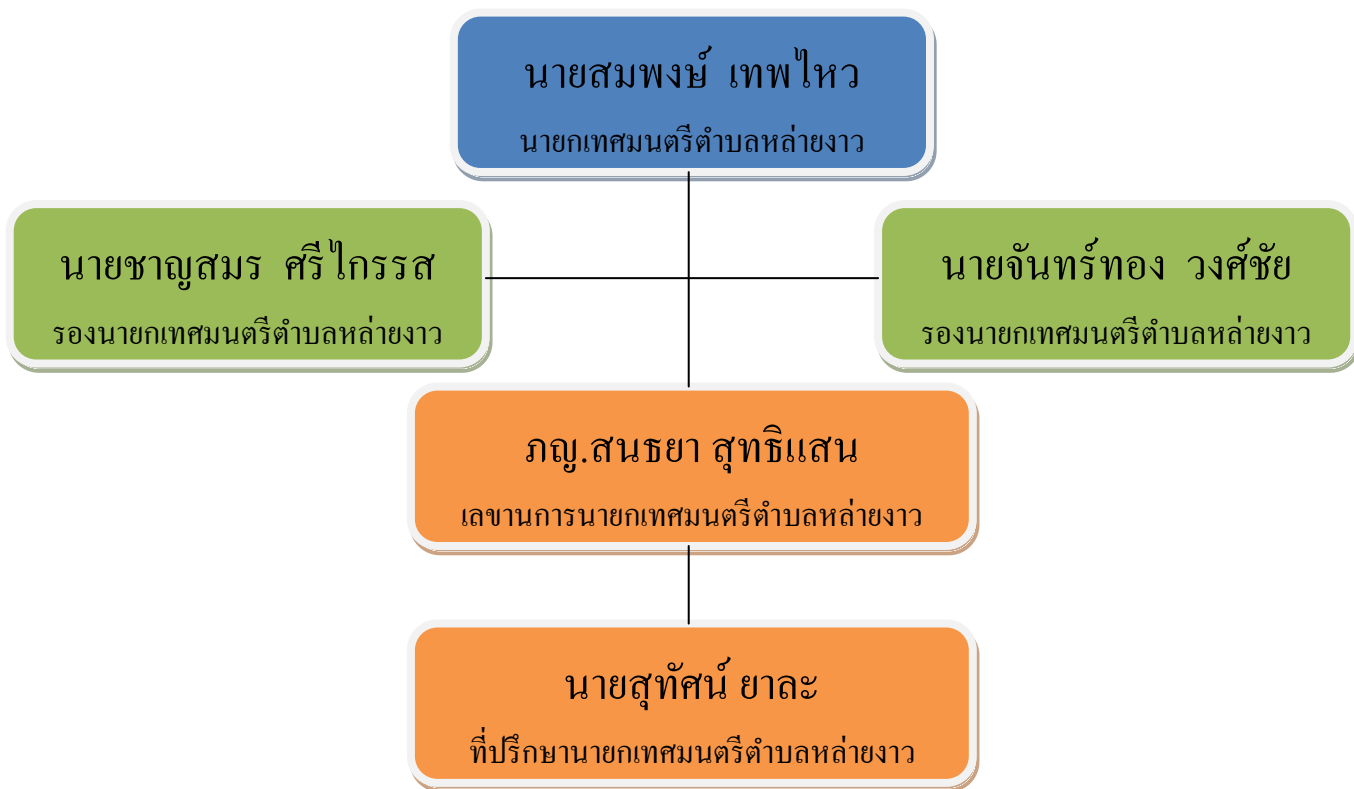 นายสมพงษ์ เทพไหว
นายกเทศมนตรีตำบลหล่ายงาว
นายชาญสมร ศรีไกรรส
รองนายกเทศมนตรีตำบลหล่ายงาว
นายจันทร์ทอง วงศ์ชัย
รองนายกเทศมนตรีตำบลหล่ายงาว
ภญ.สนธยา สุทธิแสน
เลขานการนายกเทศมนตรีตำบลหล่ายงาว
นายสุทัศน์ ยาละ
ที่ปรึกษานายกเทศมนตรีตำบลหล่ายงาว